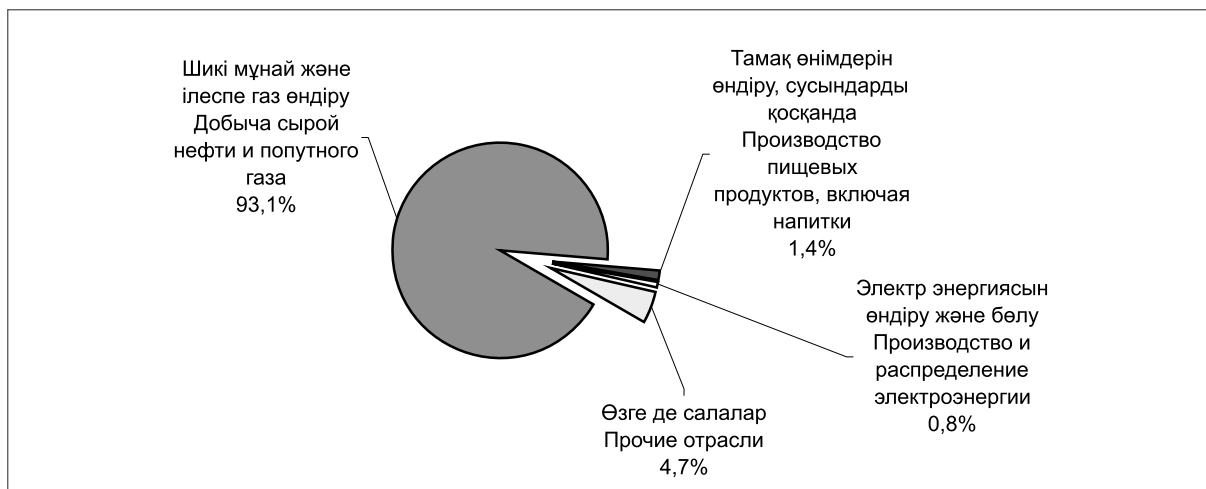 Шикі мұнай және
ілеспе газ өндіру
Добыча сырой
нефти и попутного
газа
93,1%
Тамақ өнімдерін
өндіру, сусындарды
қосқанда
Производство
пищевых
продуктов, включая
напитки
1,4%
Электр энергиясын
өндіру және бөлу
Производство и
распределение
электроэнергии
0,8%
Өзге де салалар
Прочие отрасли
4,7%